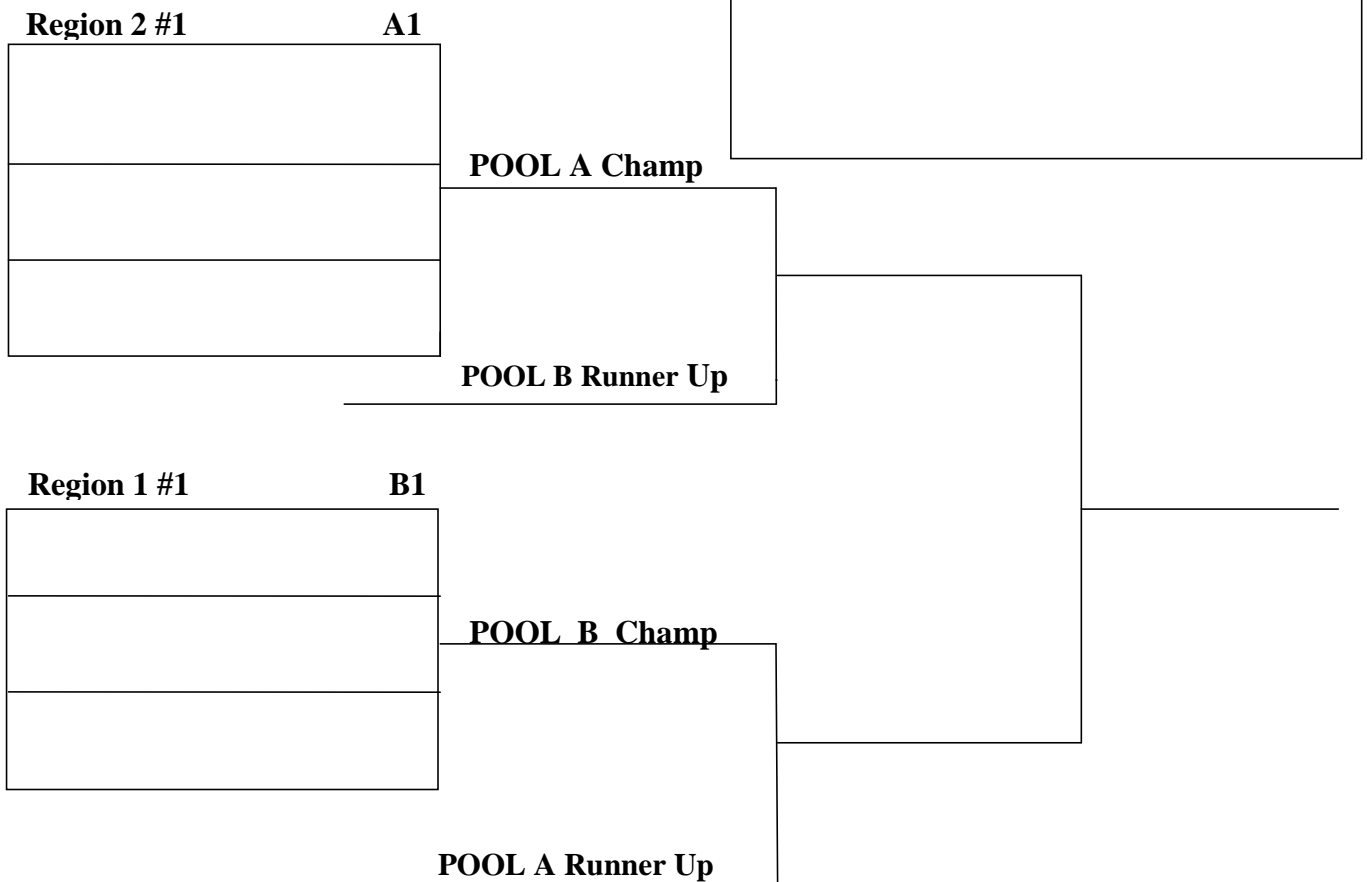 Region 2 #1 A1
POOL A Champ
POOL B Runner Up
Region 1 #1 B1
POOL B Champ
POOL A Runner Up